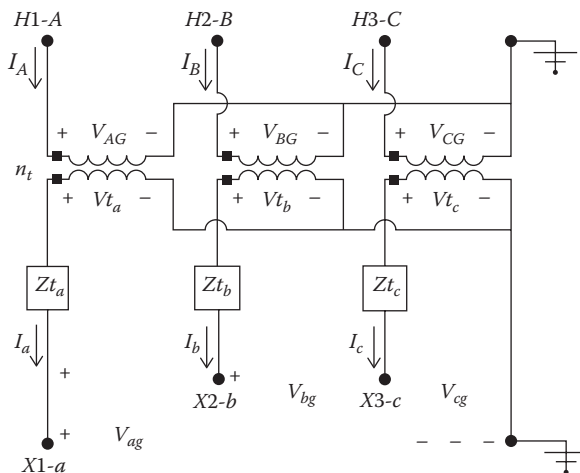 H1-A H2-B H3-C
I_A I_B I_C
+ V_AG − + V_BG − + V_CG −
n_t
+ Vt_a − + Vt_b − + Vt_c −
Zt_a Zt_b Zt_c
I_a I_b I_c
+ +
X2-b V_bg X3-c V_cg
+ V_ag − − −
X1-a